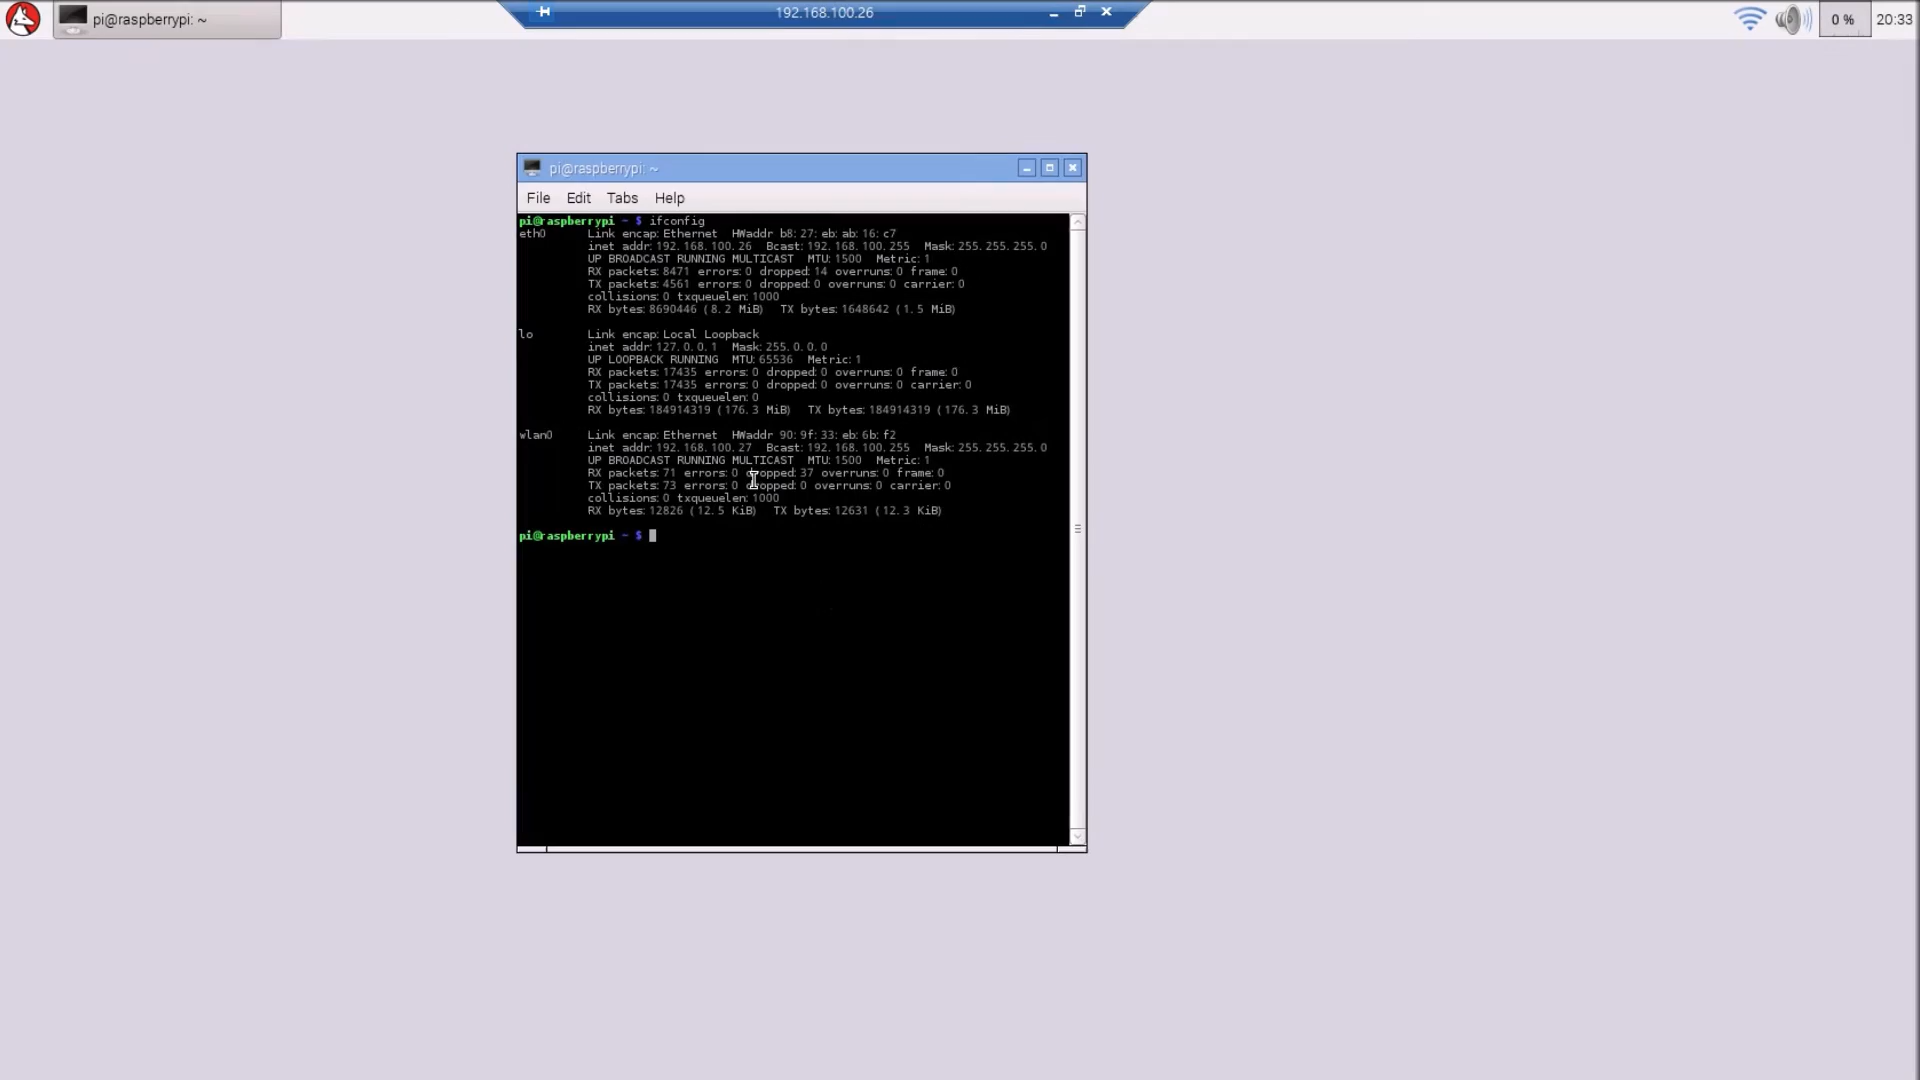 pi@raspberrypi: ~
192.168.100.26
0 %
20:33
pi@raspberrypi: ~
File Edit Tabs Help
pi@raspberrypi ~ $ ifconfig
eth0 Link encap:Ethernet HWaddr b8:27:eb:ab:16:c7
inet addr:192.168.100.26 Bcast:192.168.100.255 Mask:255.255.255.0
UP BROADCAST RUNNING MULTICAST MTU:1500 Metric:1
RX packets:8471 errors:0 dropped:14 overruns:0 frame:0
TX packets:4561 errors:0 dropped:0 overruns:0 carrier:0
collisions:0 txqueuelen:1000
RX bytes:8690446 (8.2 MiB) TX bytes:1648642 (1.5 MiB)
lo Link encap:Local Loopback
inet addr:127.0.0.1 Mask:255.0.0.0
UP LOOPBACK RUNNING MTU:65536 Metric:1
RX packets:17435 errors:0 dropped:0 overruns:0 frame:0
TX packets:17435 errors:0 dropped:0 overruns:0 carrier:0
collisions:0 txqueuelen:0
RX bytes:184914319 (176.3 MiB) TX bytes:184914319 (176.3 MiB)
wlan0 Link encap:Ethernet HWaddr 90:9f:33:eb:6b:f2
inet addr:192.168.100.27 Bcast:192.168.100.255 Mask:255.255.255.0
UP BROADCAST RUNNING MULTICAST MTU:1500 Metric:1
RX packets:71 errors:0 dropped:37 overruns:0 frame:0
TX packets:73 errors:0 dropped:0 overruns:0 carrier:0
collisions:0 txqueuelen:1000
RX bytes:12826 (12.5 KiB) TX bytes:12631 (12.3 KiB)
pi@raspberrypi ~ $